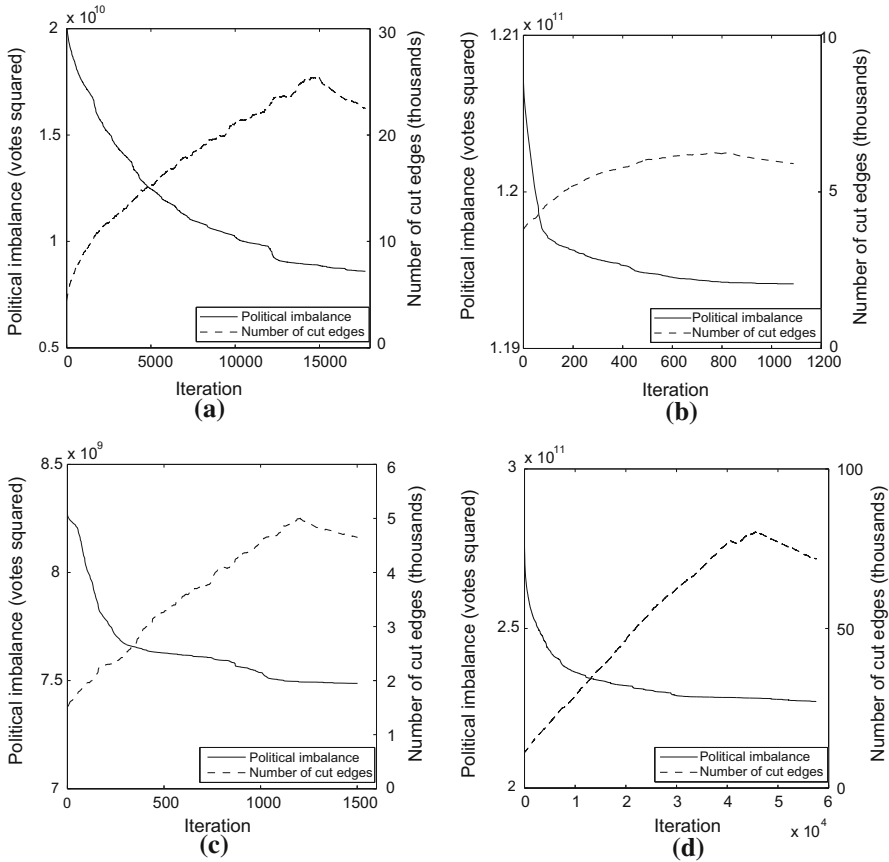 x 10^10
2
1.5
1
0.5
30
20
10
0
Political imbalance (votes squared)
Number of cut edges (thousands)
Political imbalance
Number of cut edges
0 5000 10000 15000
Iteration
(a)
x 10^11
1.21
1.2
1.19
10
5
0
Political imbalance (votes squared)
Number of cut edges (thousands)
Political imbalance
Number of cut edges
0 200 400 600 800 1000 1200
Iteration
(b)
x 10^9
8.5
8
7.5
7
6
5
4
3
2
1
0
Political imbalance (votes squared)
Number of cut edges (thousands)
Political imbalance
Number of cut edges
0 500 1000 1500
Iteration
(c)
x 10^11
3
2.5
2
100
50
0
Political imbalance (votes squared)
Number of cut edges (thousands)
Political imbalance
Number of cut edges
0 1 2 3 4 5 6
Iteration
x 10^4
(d)